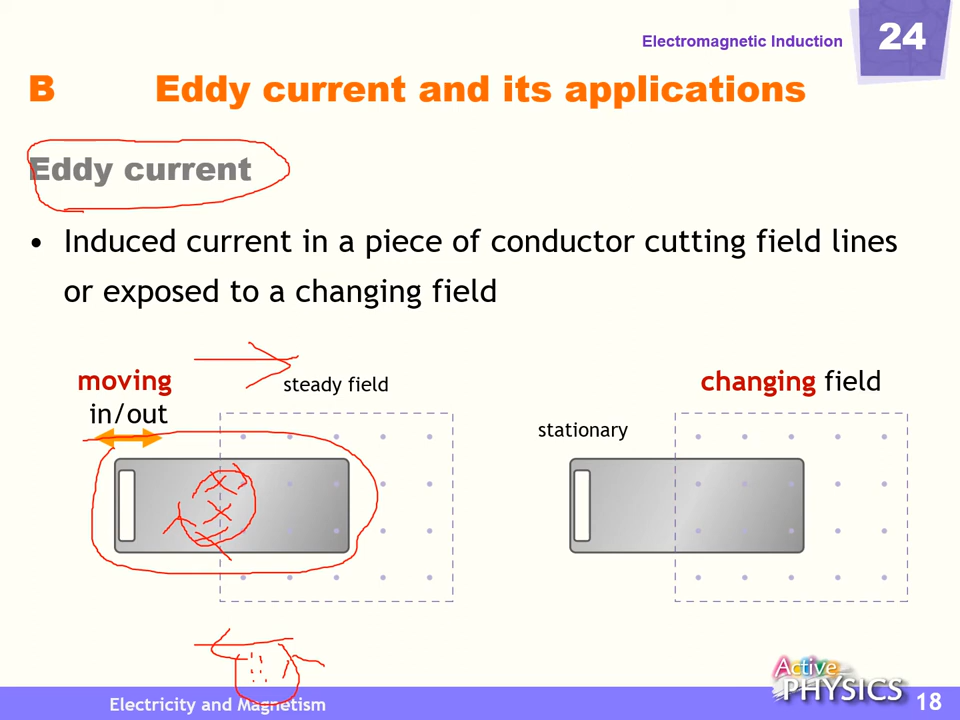 Electromagnetic Induction
24
B Eddy current and its applications
Eddy current
• Induced current in a piece of conductor cutting field lines
or exposed to a changing field
moving
in/out
steady field
changing field
stationary
Active
PHYSICS
Electricity and Magnetism
18